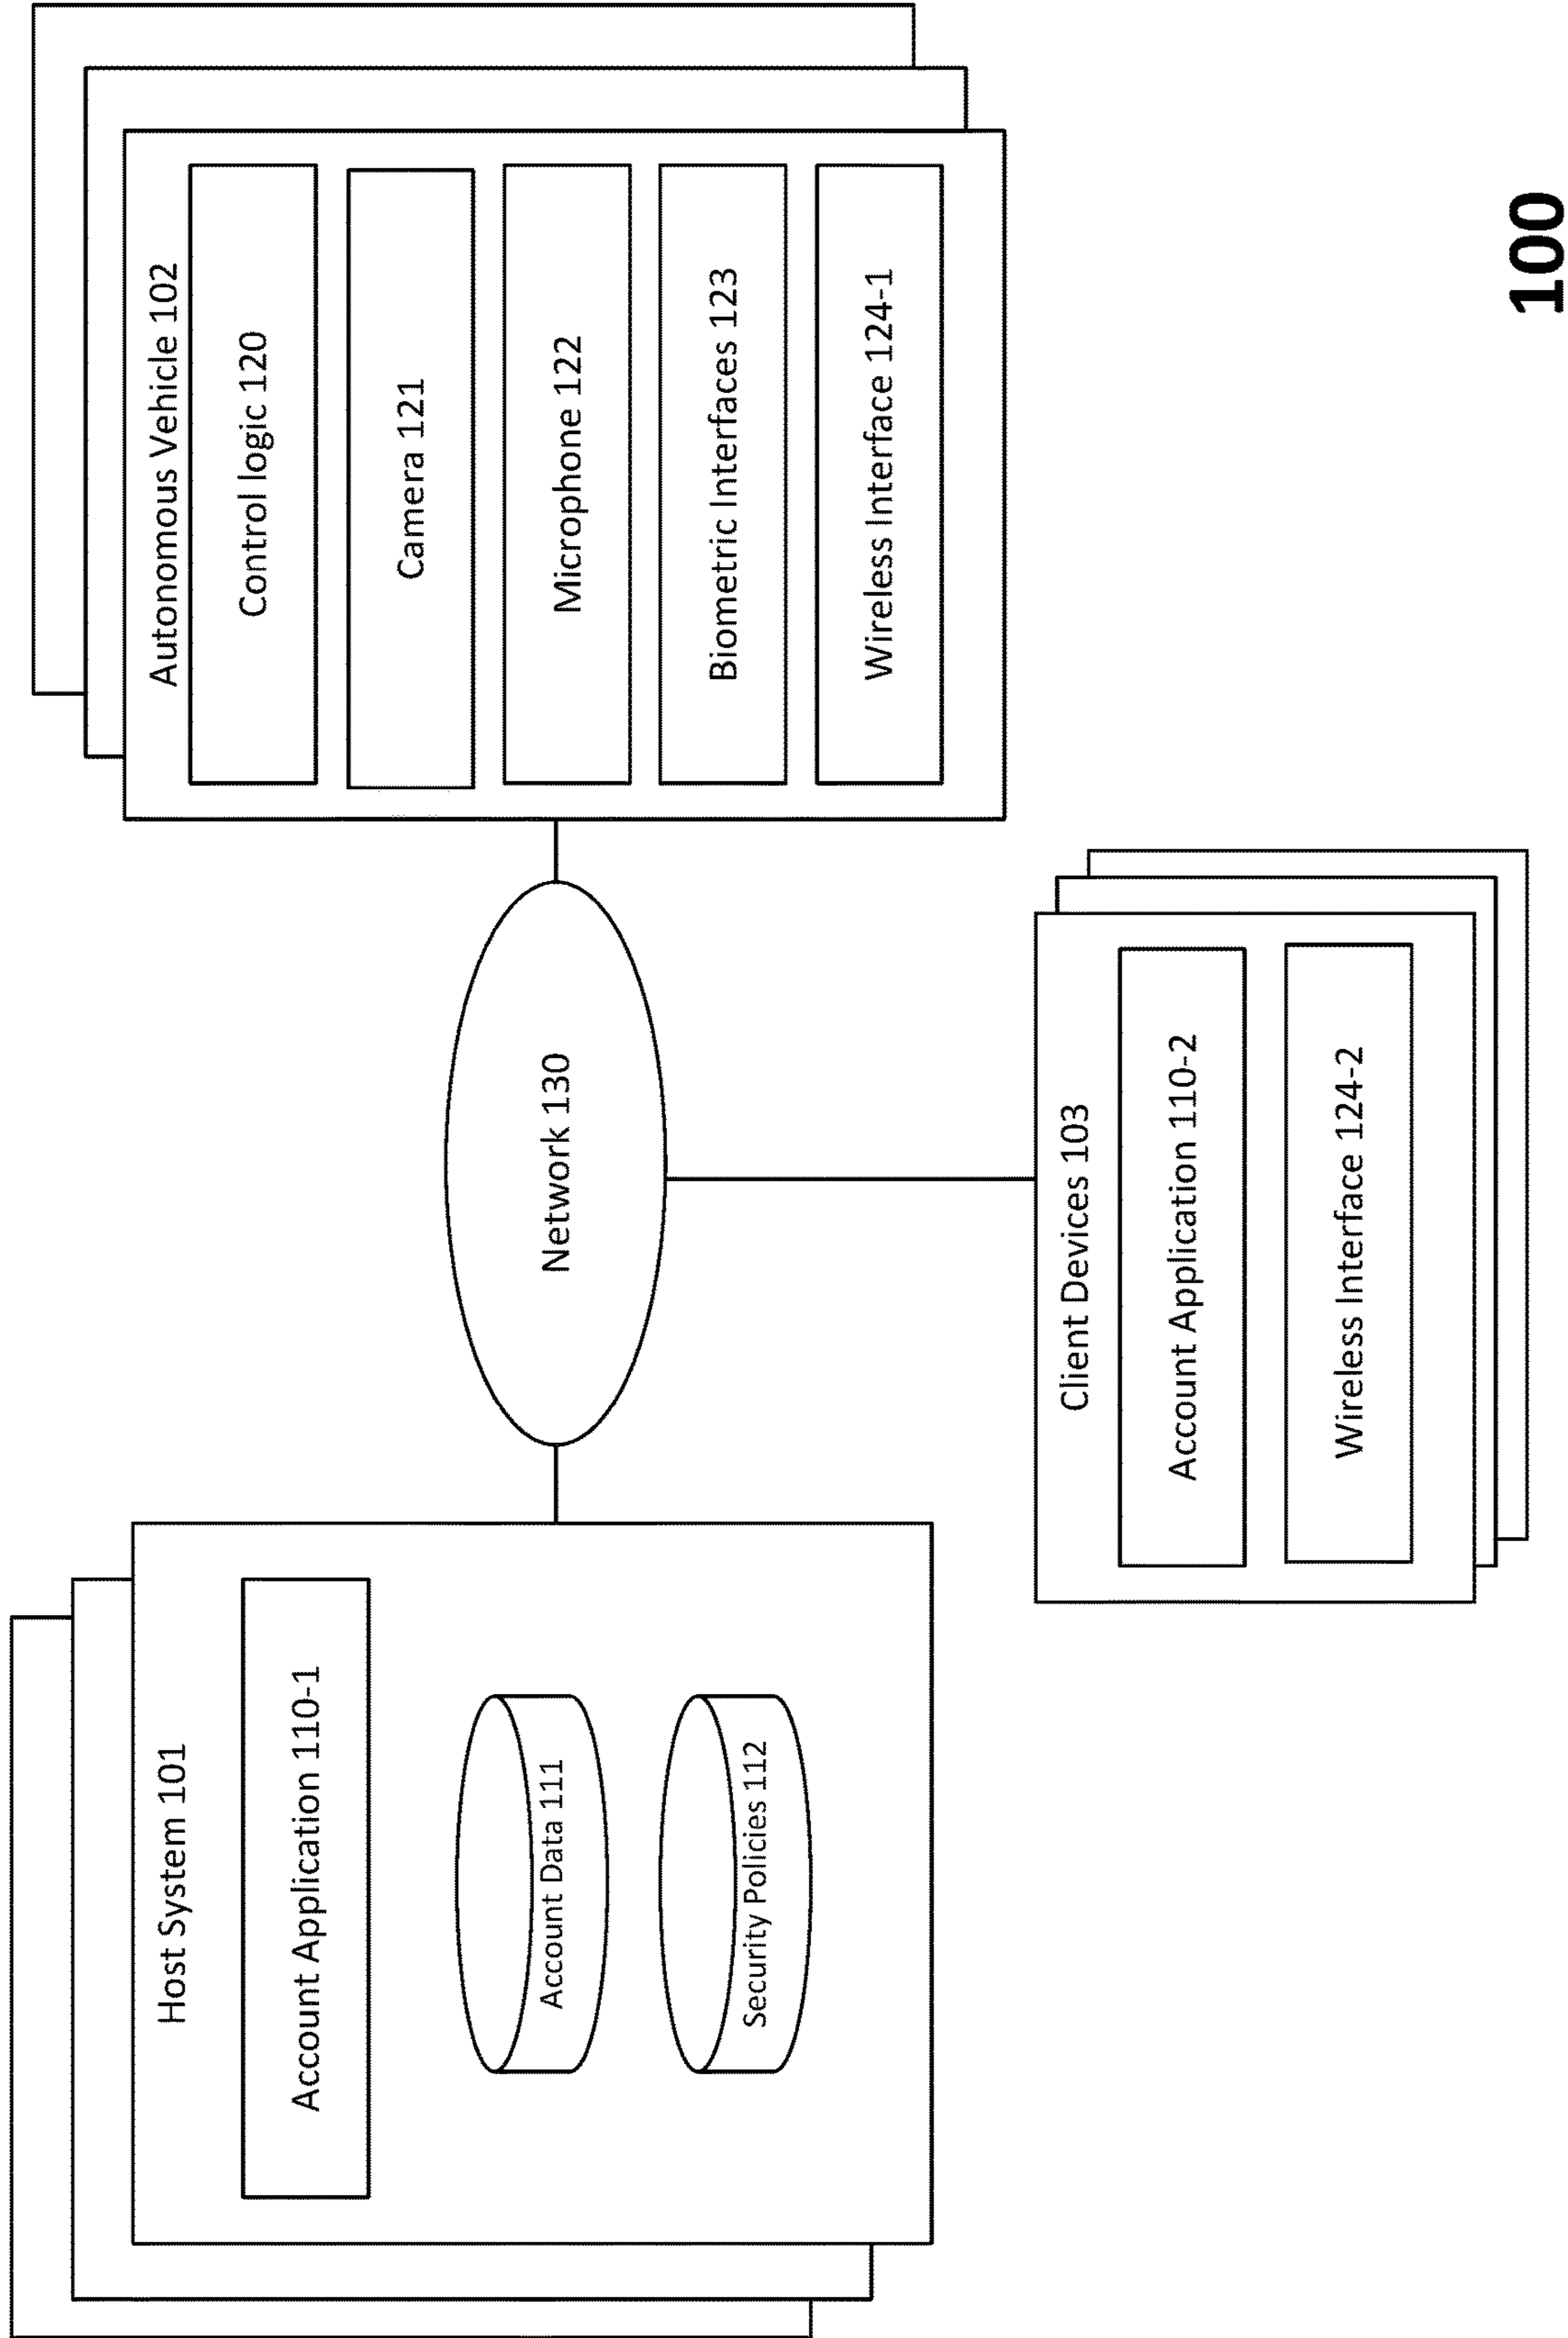 Host System 101
Account Application 110-1
Account Data 111
Security Policies 112
Network 130
Autonomous Vehicle 102
Control logic 120
Camera 121
Microphone 122
Biometric Interfaces 123
Wireless Interface 124-1
Client Devices 103
Account Application 110-2
Wireless Interface 124-2
100